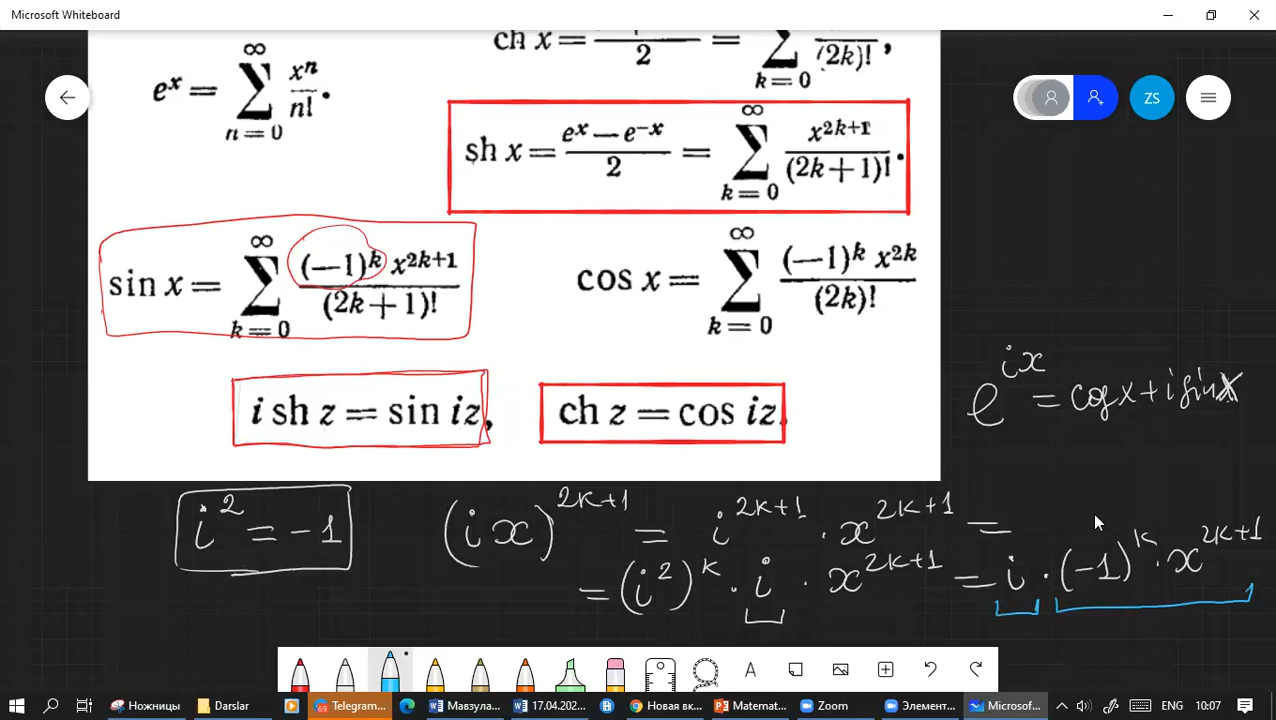 Microsoft Whiteboard
e^x = ∑_{n=0}^{∞} x^n / n! .
ch x = / 2 = ∑_{k=0} / (2k)! ,
sh x = (e^x − e^{−x}) / 2 = ∑_{k=0}^{∞} x^{2k+1} / (2k+1)! .
sin x = ∑_{k=0}^{∞} (−1)^k x^{2k+1} / (2k+1)!
cos x = ∑_{k=0}^{∞} (−1)^k x^{2k} / (2k)!
i sh z = sin iz,
ch z = cos iz,
e^{ix} = cos x + i sin x
i^2 = -1
(ix)^{2k+1} = i^{2k+1} · x^{2k+1} =
= (i^2)^k · i · x^{2k+1} = i · (-1)^k · x^{2k+1}
ZS
A
Ножницы
Darslar
69
Telegram...
Мавзула...
17.04.202...
Новая вк...
Matemat...
Zoom
Элемент...
Microsof...
ENG
10:07